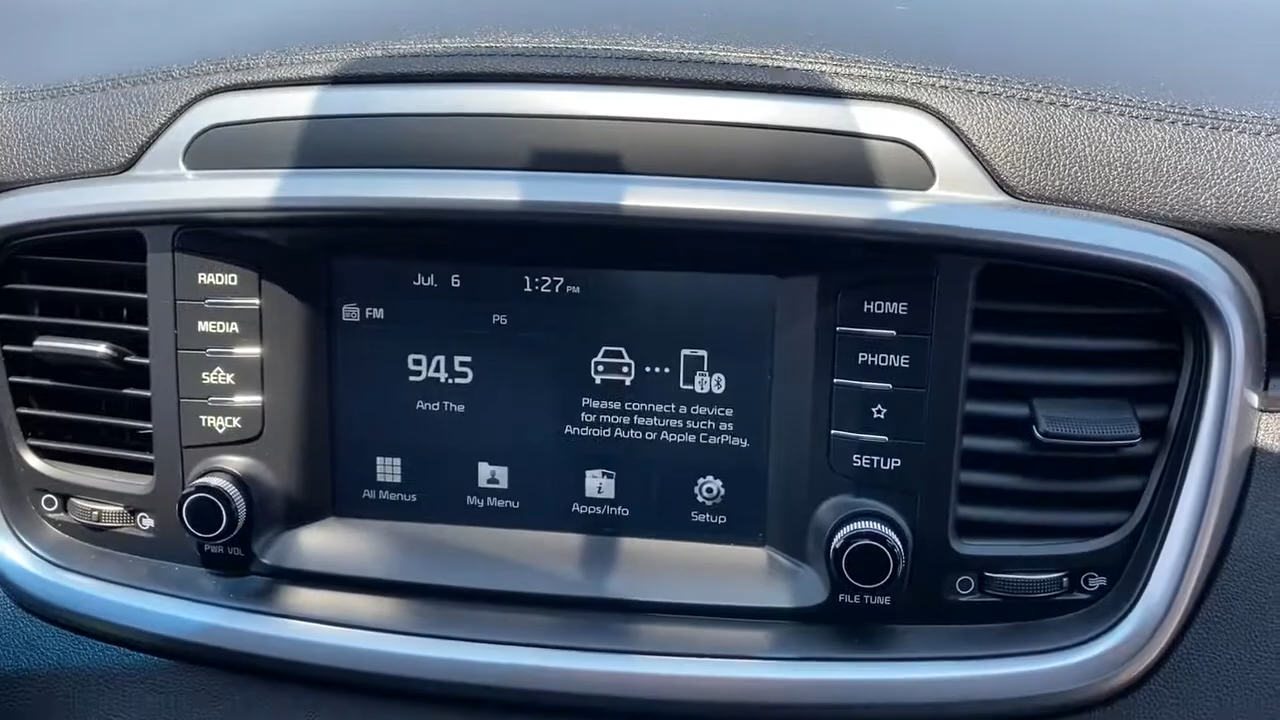 RADIO
MEDIA
SEEK
TRACK
PWR VOL
Jul. 6
1:27 PM
FM
P6
94.5
And The
Please connect a device
for more features such as
Android Auto or Apple CarPlay.
All Menus
My Menu
Apps/Info
Setup
HOME
PHONE
SETUP
FILE TUNE